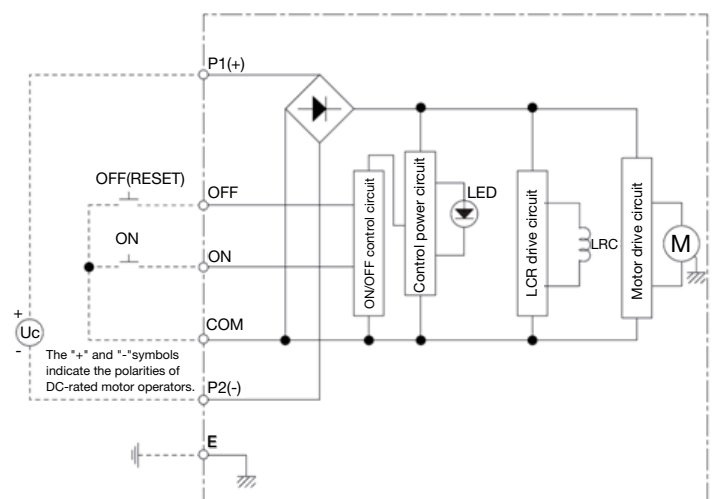 P1(+)
OFF(RESET)
OFF
ON
ON
COM
+
Uc
-
The "+" and "-"symbols
indicate the polarities of
DC-rated motor operators.
P2(-)
E
ON/OFF control circuit
Control power circuit
LED
LCR drive circuit
LRC
Motor drive circuit
M